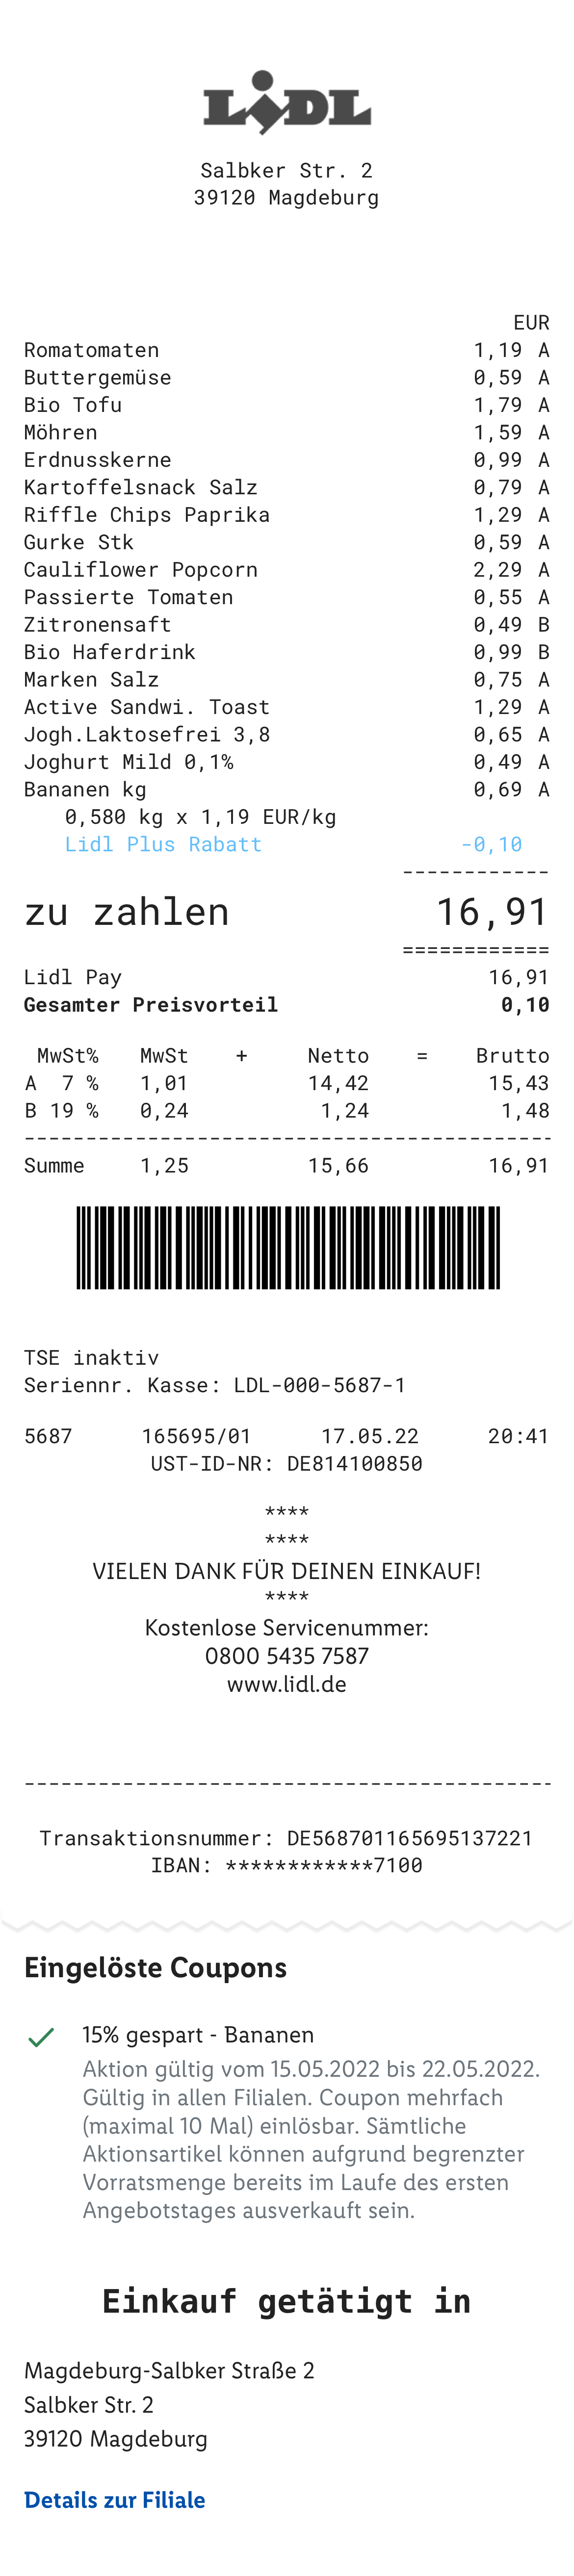 LIDL
Salbker Str. 2
39120 Magdeburg
EUR
Romatomaten 1,19 A
Buttergemüse 0,59 A
Bio Tofu 1,79 A
Möhren 1,59 A
Erdnusskerne 0,99 A
Kartoffelsnack Salz 0,79 A
Riffle Chips Paprika 1,29 A
Gurke Stk 0,59 A
Cauliflower Popcorn 2,29 A
Passierte Tomaten 0,55 A
Zitronensaft 0,49 B
Bio Haferdrink 0,99 B
Marken Salz 0,75 A
Active Sandwi. Toast 1,29 A
Jogh.Laktosefrei 3,8 0,65 A
Joghurt Mild 0,1% 0,49 A
Bananen kg 0,69 A
0,580 kg x 1,19 EUR/kg
Lidl Plus Rabatt -0,10
------------
zu zahlen 16,91
============
Lidl Pay 16,91
Gesamter Preisvorteil 0,10
MwSt% MwSt + Netto = Brutto
A 7 % 1,01 14,42 15,43
B 19 % 0,24 1,24 1,48
-------------------------------------------
Summe 1,25 15,66 16,91
TSE inaktiv
Seriennr. Kasse: LDL-000-5687-1
5687 165695/01 17.05.22 20:41
UST-ID-NR: DE814100850
****
****
VIELEN DANK FÜR DEINEN EINKAUF!
****
Kostenlose Servicenummer:
0800 5435 7587
www.lidl.de
-------------------------------------------
Transaktionsnummer: DE568701165695137221
IBAN: ************7100
Eingelöste Coupons
15% gespart - Bananen
Aktion gültig vom 15.05.2022 bis 22.05.2022.
Gültig in allen Filialen. Coupon mehrfach
(maximal 10 Mal) einlösbar. Sämtliche
Aktionsartikel können aufgrund begrenzter
Vorratsmenge bereits im Laufe des ersten
Angebotstages ausverkauft sein.
Einkauf getätigt in
Magdeburg-Salbker Straße 2
Salbker Str. 2
39120 Magdeburg
Details zur Filiale